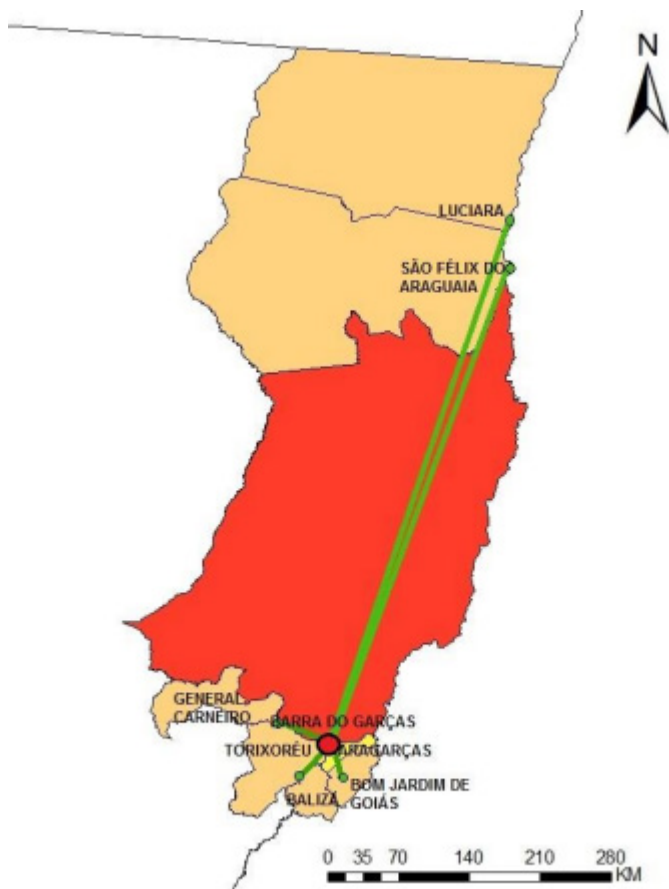 N
LUCIARA
SÃO FÉLIX DO
ARAGUAIA
GENERAL
CARNEIRO
BARRA DO GARÇAS
TORIXORÉU
ARAGARÇAS
BALIZA
BOM JARDIM DE
GOIÁS
0 35 70 140 210 280
KM